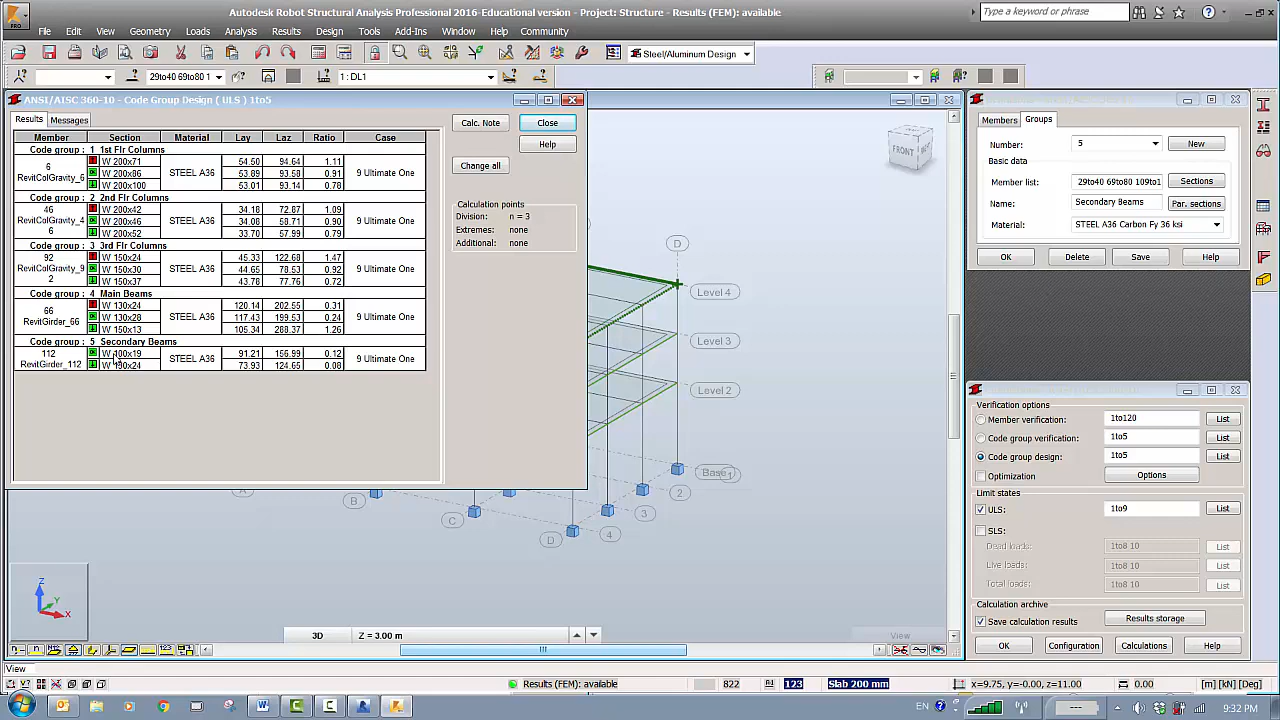 Autodesk Robot Structural Analysis Professional 2016-Educational version - Project: Structure - Results (FEM): available
Type a keyword or phrase
PRO
File Edit View Geometry Loads Analysis Results Design Tools Add-Ins Window Help Community
Steel/Aluminum Design
29to40 69to80 1
1: DL1
ANSI/AISC 360-10 - Code Group Design ( ULS ) 1to5
Results Messages
Member Section Material Lay Laz Ratio Case
Code group : 1 1st Flr Columns
6 RevitColGravity_6
W 200x71 54.50 94.64 1.11
W 200x86 STEEL A36 53.89 93.58 0.91 9 Ultimate One
W 200x100 53.01 93.14 0.78
Code group : 2 2nd Flr Columns
46 RevitColGravity_4 6
W 200x42 34.18 72.87 1.09
W 200x46 STEEL A36 34.08 58.71 0.90 9 Ultimate One
W 200x52 33.70 57.99 0.79
Code group : 3 3rd Flr Columns
92 RevitColGravity_9 2
W 150x24 45.33 122.68 1.47
W 150x30 STEEL A36 44.65 78.53 0.92 9 Ultimate One
W 150x37 43.78 77.76 0.72
Code group : 4 Main Beams
66 RevitGirder_66
W 130x24 120.14 202.55 0.31
W 130x28 STEEL A36 117.43 199.53 0.24 9 Ultimate One
W 150x13 105.34 288.37 1.26
Code group : 5 Secondary Beams
112 RevitGirder_112
W 100x19 STEEL A36 91.21 156.99 0.12 9 Ultimate One
W 130x24 73.93 124.65 0.08
Calc. Note Close
Help
Change all
Calculation points
Division: n = 3
Extremes: none
Additional: none
FRONT
D
Level 4
Level 3
Level 2
Base 1
A B C D 4 3 2
Z Y X
3D Z = 3.00 m
View
Members Groups
Number: 5 New
Basic data
Member list: 29to40 69to80 109to1 Sections
Name: Secondary Beams Par. sections
Material: STEEL A36 Carbon Fy 36 ksi
OK Delete Save Help
Verification options
Member verification: 1to120 List
Code group verification: 1to5 List
Code group design: 1to5 List
Optimization Options
Limit states
ULS: 1to9 List
SLS:
Dead loads: 1to8 10 List
Live loads: 1to8 10 List
Total loads: 1to8 10 List
Calculation archive
Save calculation results Results storage
OK Configuration Calculations Help
View
Results (FEM): available 822 123 Slab 200 mm x=9.75, y=-0.00, z=11.00 0.00 [m] [kN] [Deg]
EN 9:32 PM